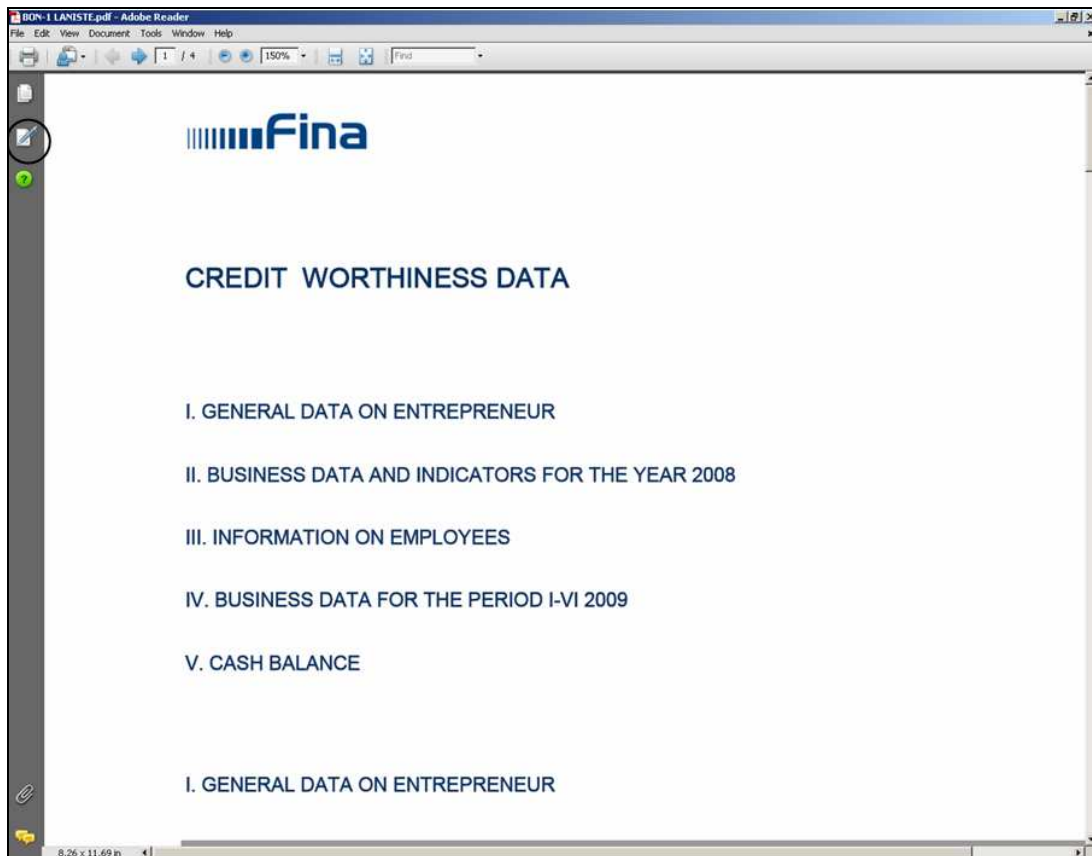 BON-1 LANISTE.pdf - Adobe Reader
File Edit View Document Tools Window Help
1 / 4 150% Find
Fina
CREDIT WORTHINESS DATA
I. GENERAL DATA ON ENTREPRENEUR
II. BUSINESS DATA AND INDICATORS FOR THE YEAR 2008
III. INFORMATION ON EMPLOYEES
IV. BUSINESS DATA FOR THE PERIOD I-VI 2009
V. CASH BALANCE
I. GENERAL DATA ON ENTREPRENEUR
8.26 x 11.69 in